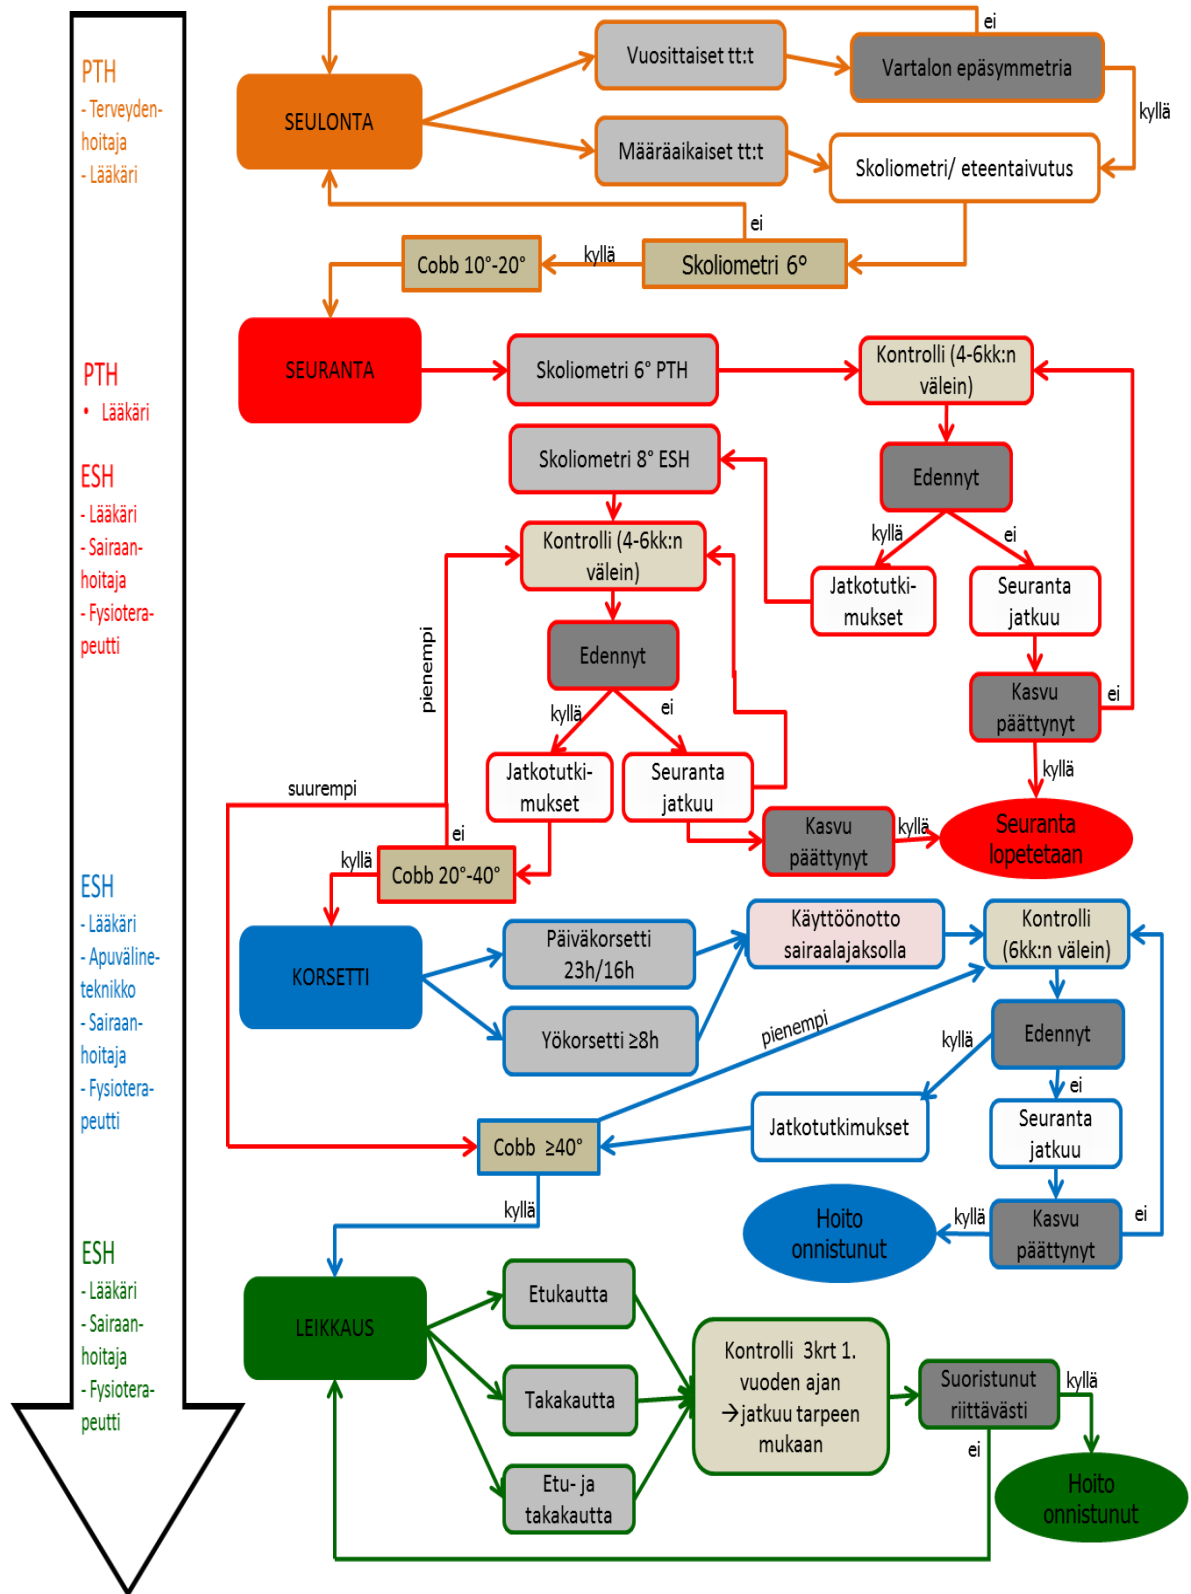 PTH
- Terveyden-
hoitaja
- Lääkäri
SEULONTA
Vuosittaiset tt:t
Määräaikaiset tt:t
ei
Vartalon epäsymmetria
kyllä
Skoliometri/ eteentaivutus
ei
Skoliometri 6°
kyllä
Cobb 10°-20°
PTH
• Lääkäri
ESH
- Lääkäri
- Sairaan-
hoitaja
- Fysiotera-
peutti
SEURANTA
Skoliometri 6° PTH
Kontrolli (4-6kk:n
välein)
Edennyt
kyllä
ei
Jatkotutki-
mukset
Seuranta
jatkuu
Kasvu
päättynyt
ei
kyllä
Seuranta
lopetetaan
Skoliometri 8° ESH
Kontrolli (4-6kk:n
välein)
Edennyt
kyllä
ei
Jatkotutki-
mukset
Seuranta
jatkuu
Kasvu
päättynyt
kyllä
pienempi
suurempi
ei
kyllä
Cobb 20°-40°
ESH
- Lääkäri
- Apuväline-
teknikko
- Sairaan-
hoitaja
- Fysiotera-
peutti
KORSETTI
Päiväkorsetti
23h/16h
Yökorsetti ≥8h
Käyttöönotto
sairaalajaksolla
Kontrolli
(6kk:n välein)
pienempi
Edennyt
kyllä
ei
Jatkotutkimukset
Seuranta
jatkuu
Cobb ≥40°
kyllä
Kasvu
päättynyt
kyllä
ei
Hoito
onnistunut
ESH
- Lääkäri
- Sairaan-
hoitaja
- Fysiotera-
peutti
LEIKKAUS
Etukautta
Takakautta
Etu- ja
takakautta
Kontrolli 3krt 1.
vuoden ajan
→jatkuu tarpeen
mukaan
Suoristunut
riittävästi
kyllä
ei
Hoito
onnistunut